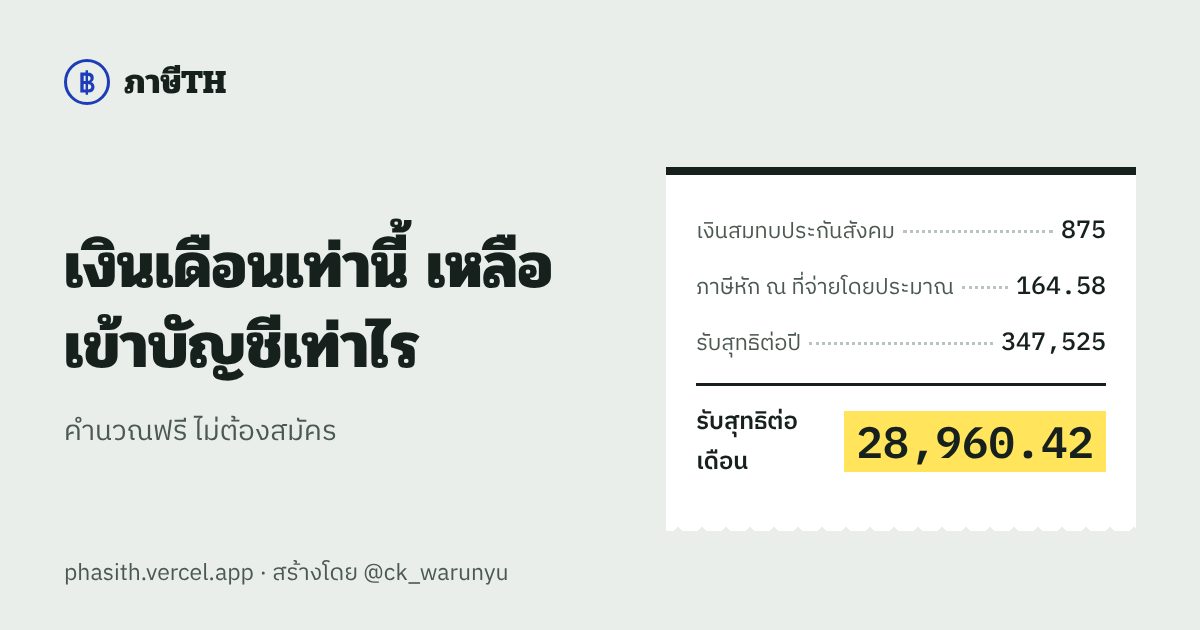 ฿ ภาษีTH
เงินเดือนเท่านี้ เหลือ
เข้าบัญชีเท่าไร
คำนวณฟรี ไม่ต้องสมัคร
phasith.vercel.app · สร้างโดย @ck_warunyu
เงินสมทบประกันสังคม 875
ภาษีหัก ณ ที่จ่ายโดยประมาณ 164.58
รับสุทธิต่อปี 347,525
รับสุทธิต่อ
เดือน 28,960.42